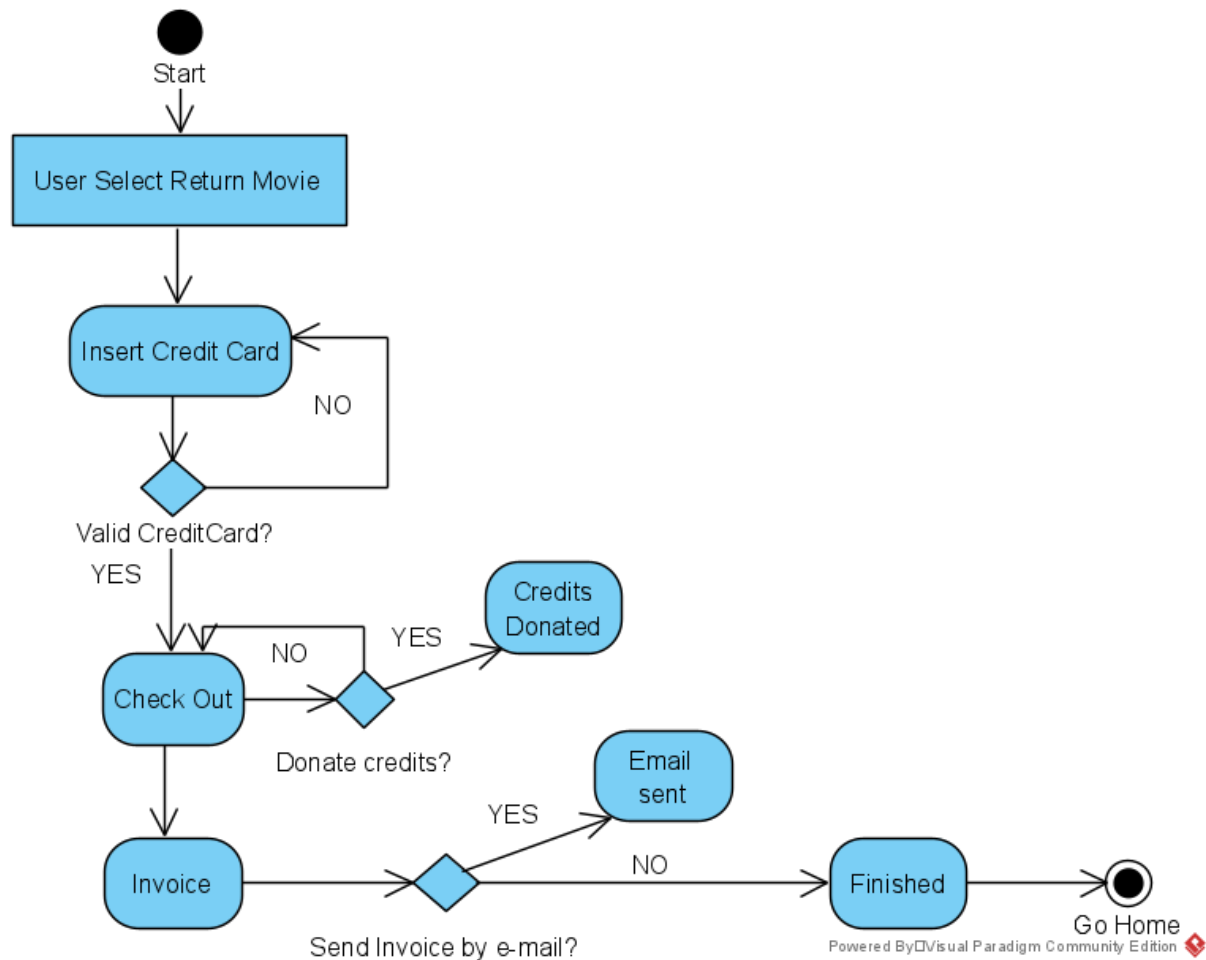 Start
User Select Return Movie
Insert Credit Card
NO
Valid CreditCard?
YES
Credits
Donated
YES
NO
Check Out
Donate credits?
Email
sent
YES
NO
Invoice
Finished
Go Home
Send Invoice by e-mail?
Powered By□Visual Paradigm Community Edition